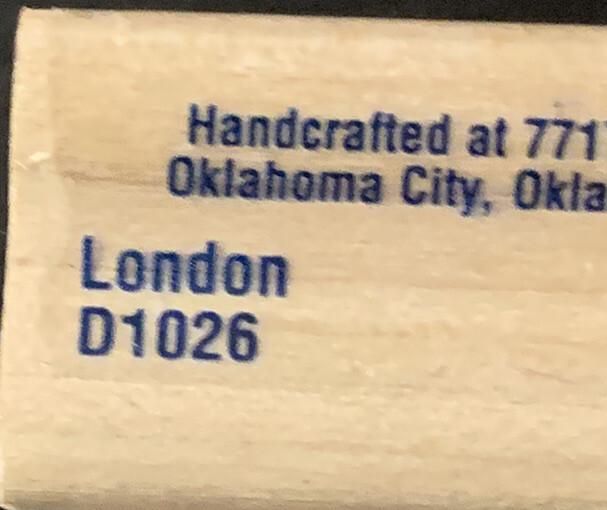 Handcrafted at 771
Oklahoma City, Okla
London
D1026